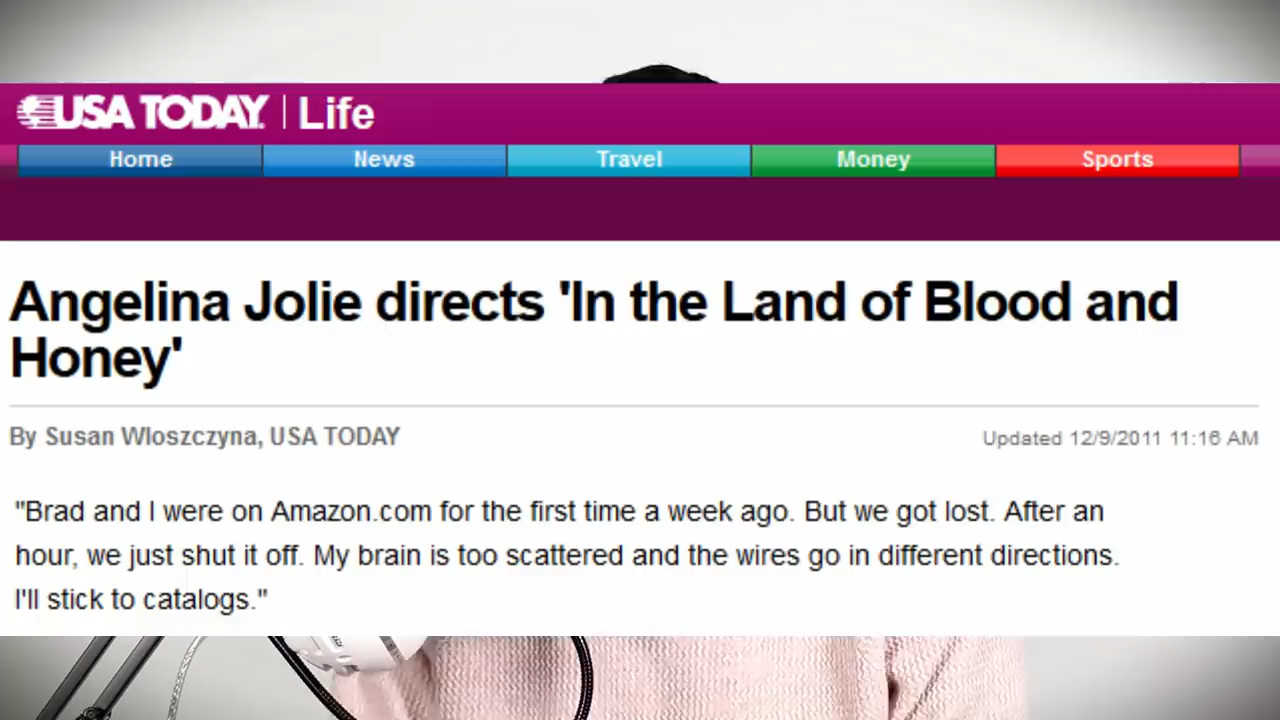 USA TODAY | Life
Home News Travel Money Sports
Angelina Jolie directs 'In the Land of Blood and
Honey'
By Susan Wloszczyna, USA TODAY
Updated 12/9/2011 11:16 AM
"Brad and I were on Amazon.com for the first time a week ago. But we got lost. After an
hour, we just shut it off. My brain is too scattered and the wires go in different directions.
I'll stick to catalogs."